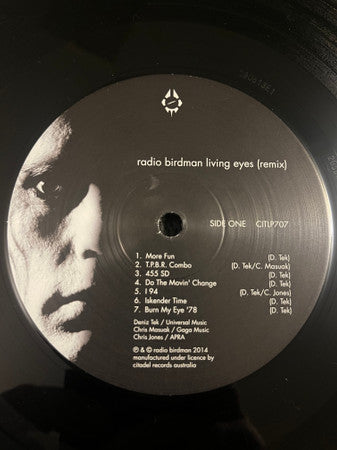 radio birdman living eyes (remix)
SIDE ONE CITLP707
1. More Fun (D. Tek)
2. T.P.B.R. Combo (D. Tek/C. Masuak)
3. 455 SD (D. Tek)
4. Do The Movin' Change (D. Tek)
5. I 94 (D. Tek/C. Jones)
6. Iskender Time (D. Tek)
7. Burn My Eye '78 (D. Tek)
Deniz Tek / Universal Music
Chris Masuak / Gaga Music
Chris Jones / APRA
℗ & © radio birdman 2014
manufactured under licence by
citadel records australia